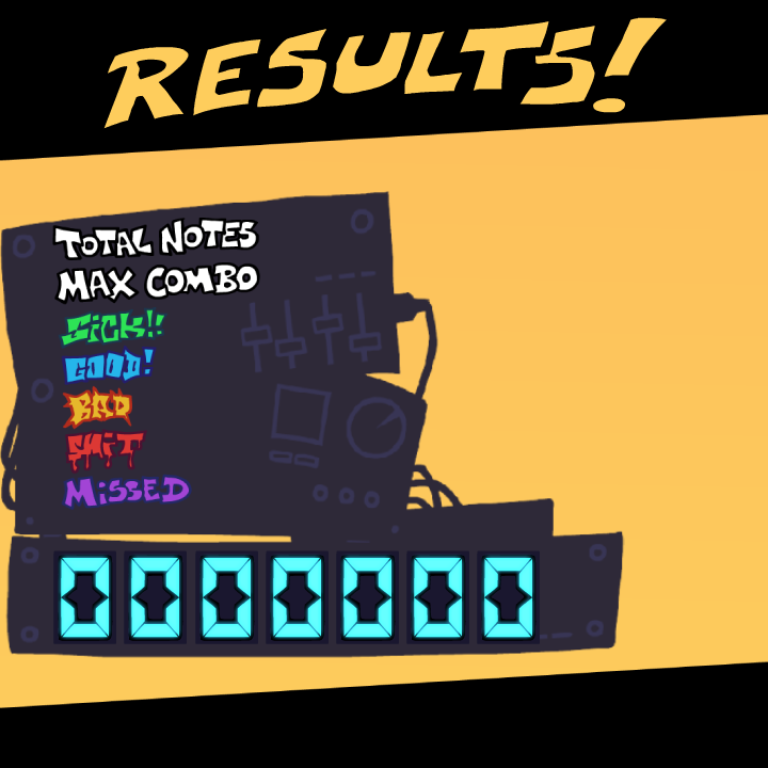 RESULTS!
TOTAL NOTES
MAX COMBO
SiCK!!
GOOD!
BAD
SHiT
MiSSED
0000000